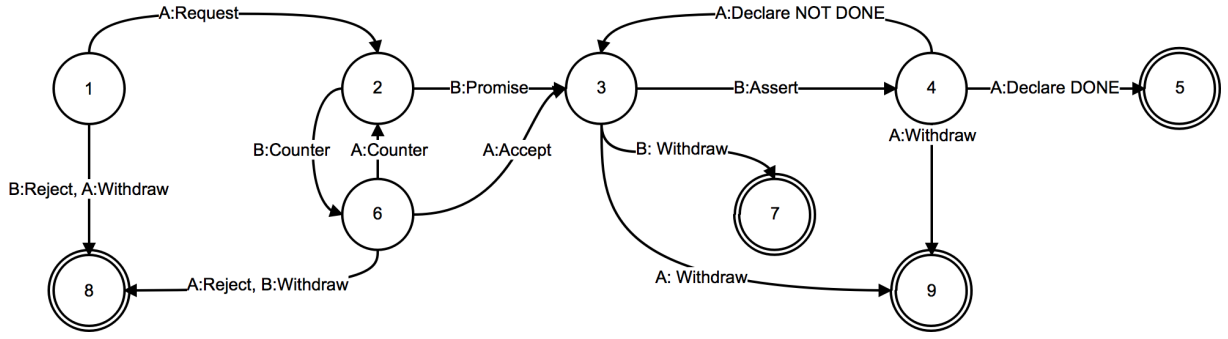 A:Request
A:Declare NOT DONE
1
2
B:Promise
3
B:Assert
4
A:Declare DONE
5
B:Counter
A:Counter
A:Accept
B: Withdraw
A:Withdraw
B:Reject, A:Withdraw
6
7
8
A:Reject, B:Withdraw
A: Withdraw
9